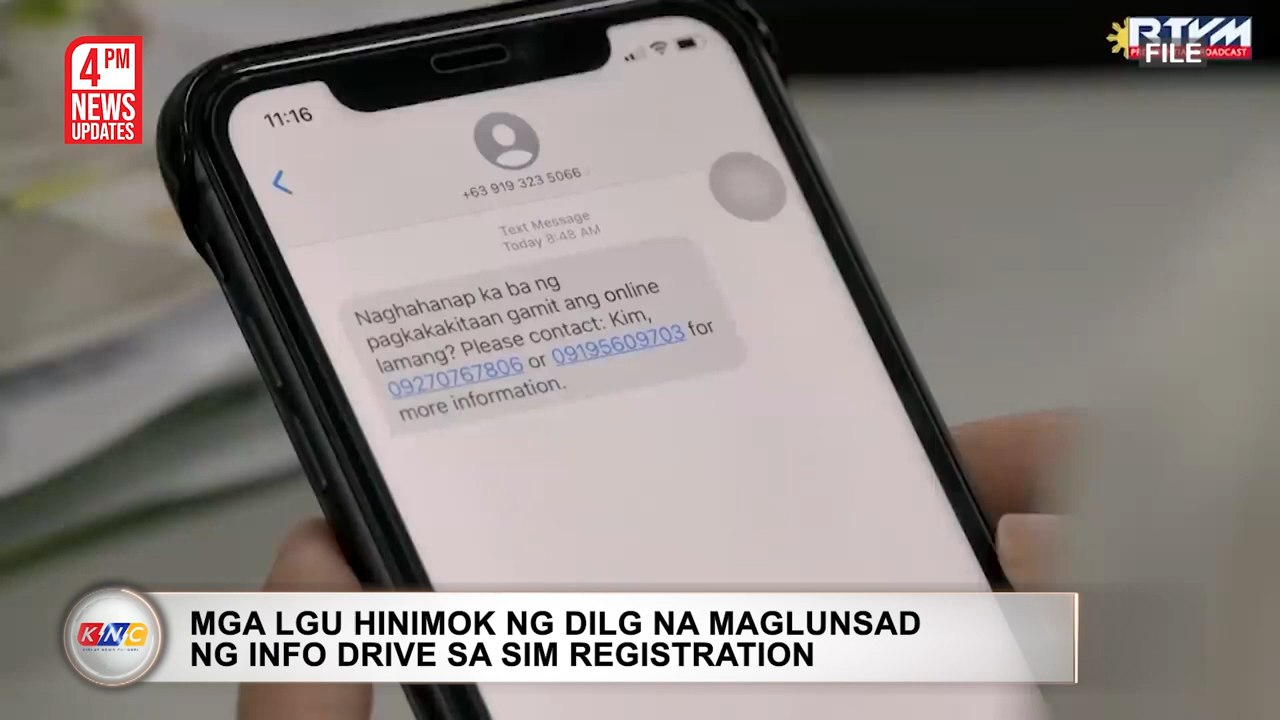 4 PM
NEWS
UPDATES
RTVM
FILE
11:16
+63 919 323 5066
Text Message
Today 8:48 AM
Naghahanap ka ba ng
pagkakakitaan gamit ang online
lamang? Please contact: Kim,
09270767806 or 09195609703 for
more information.
KNC
MGA LGU HINIMOK NG DILG NA MAGLUNSAD
NG INFO DRIVE SA SIM REGISTRATION